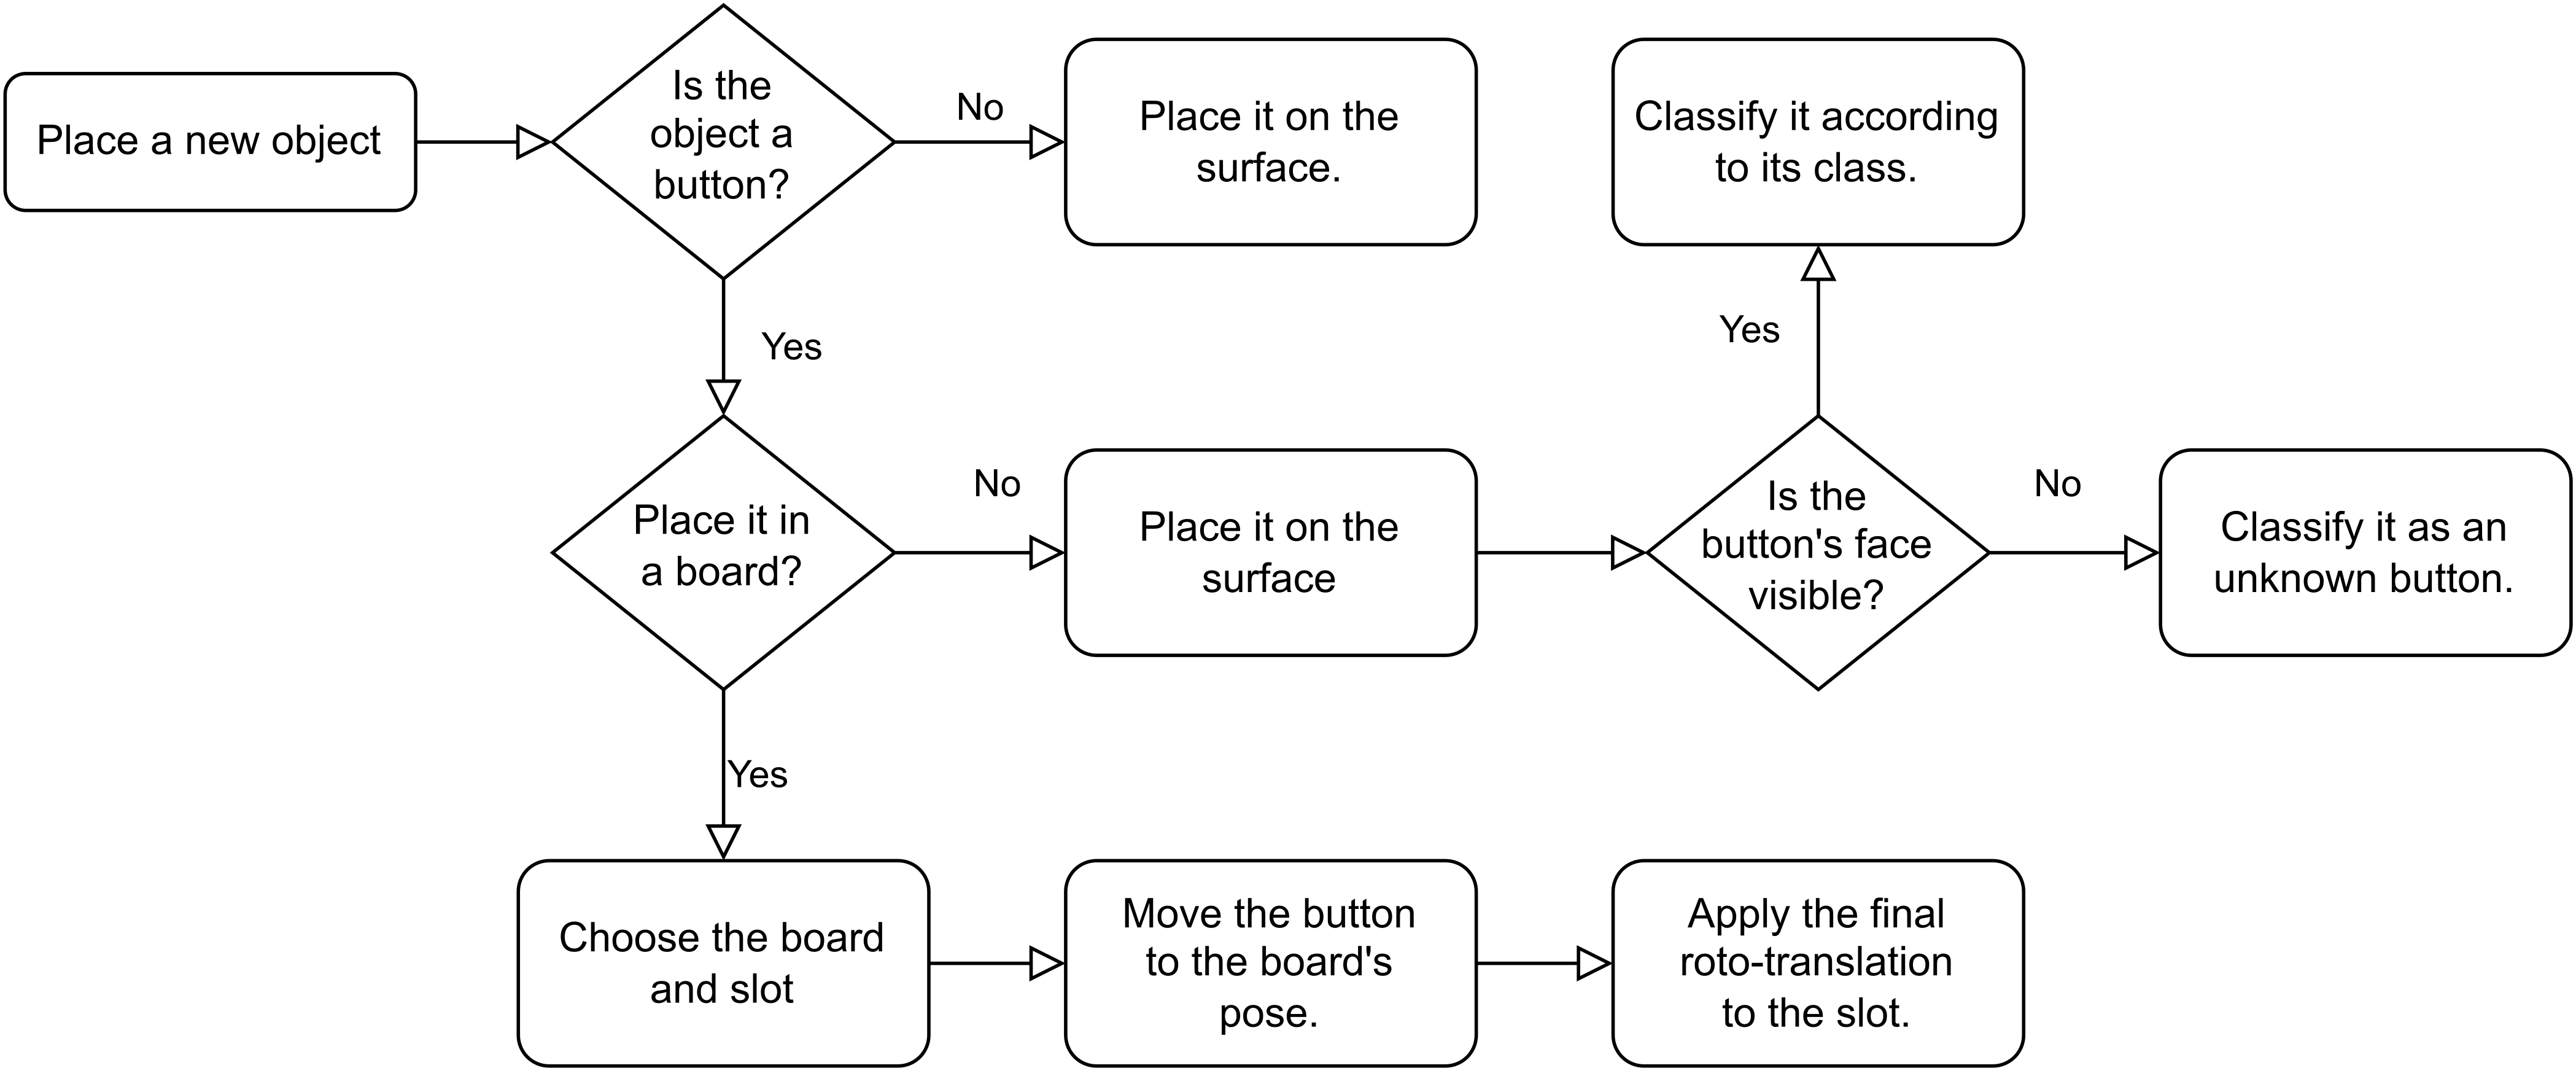 Place a new object
Is the
object a
button?
No
Place it on the
surface.
Classify it according
to its class.
Yes
Yes
Place it in
a board?
No
Place it on the
surface
Is the
button's face
visible?
No
Classify it as an
unknown button.
Yes
Choose the board
and slot
Move the button
to the board's
pose.
Apply the final
roto-translation
to the slot.